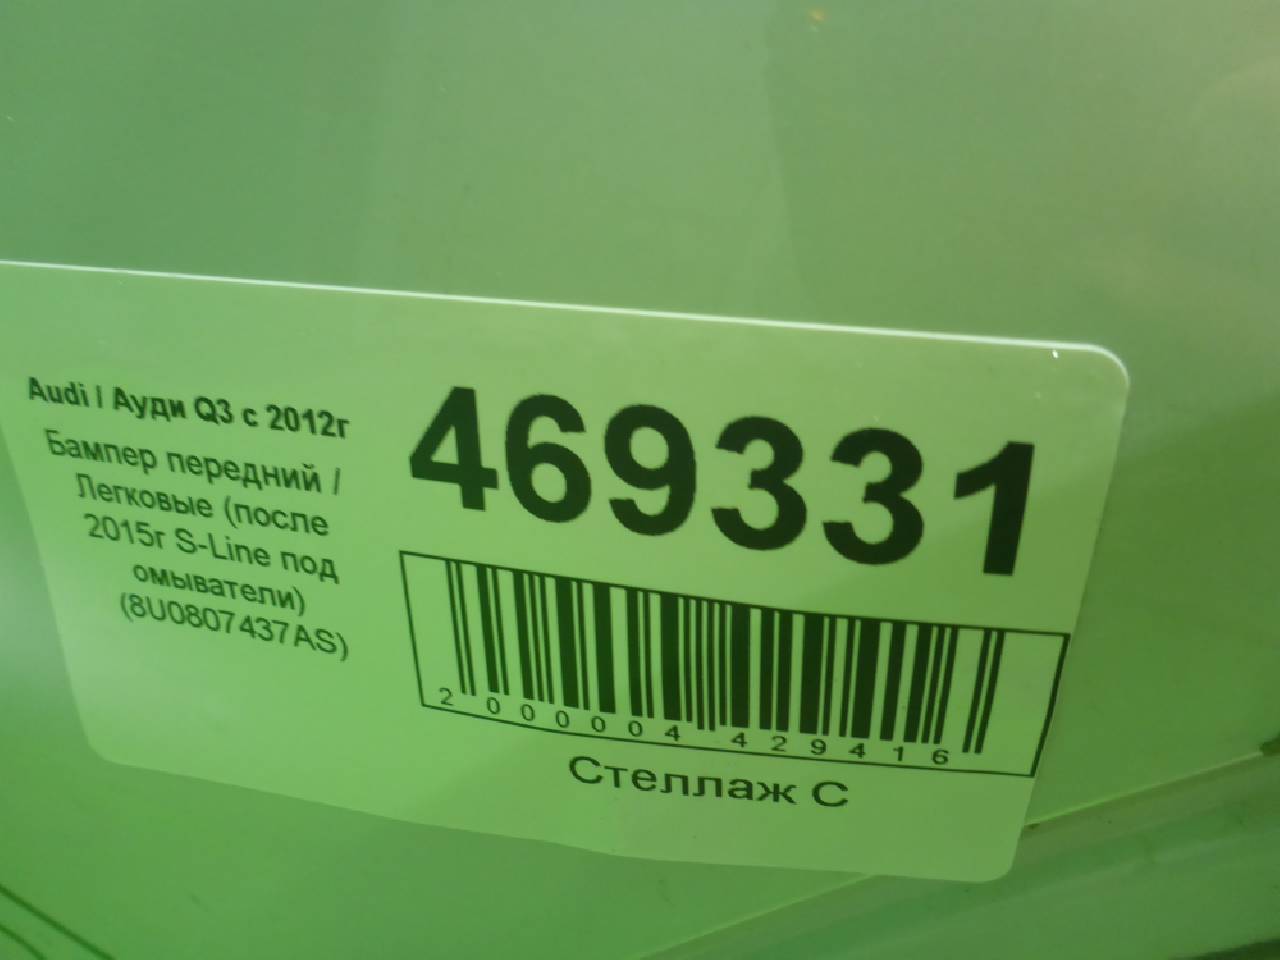 Audi / Ауди Q3 с 2012г
Бампер передний /
Легковые (после
2015г S-Line под
омыватели)
(8U0807437AS)
469331
2 000004 429416
Стеллаж С